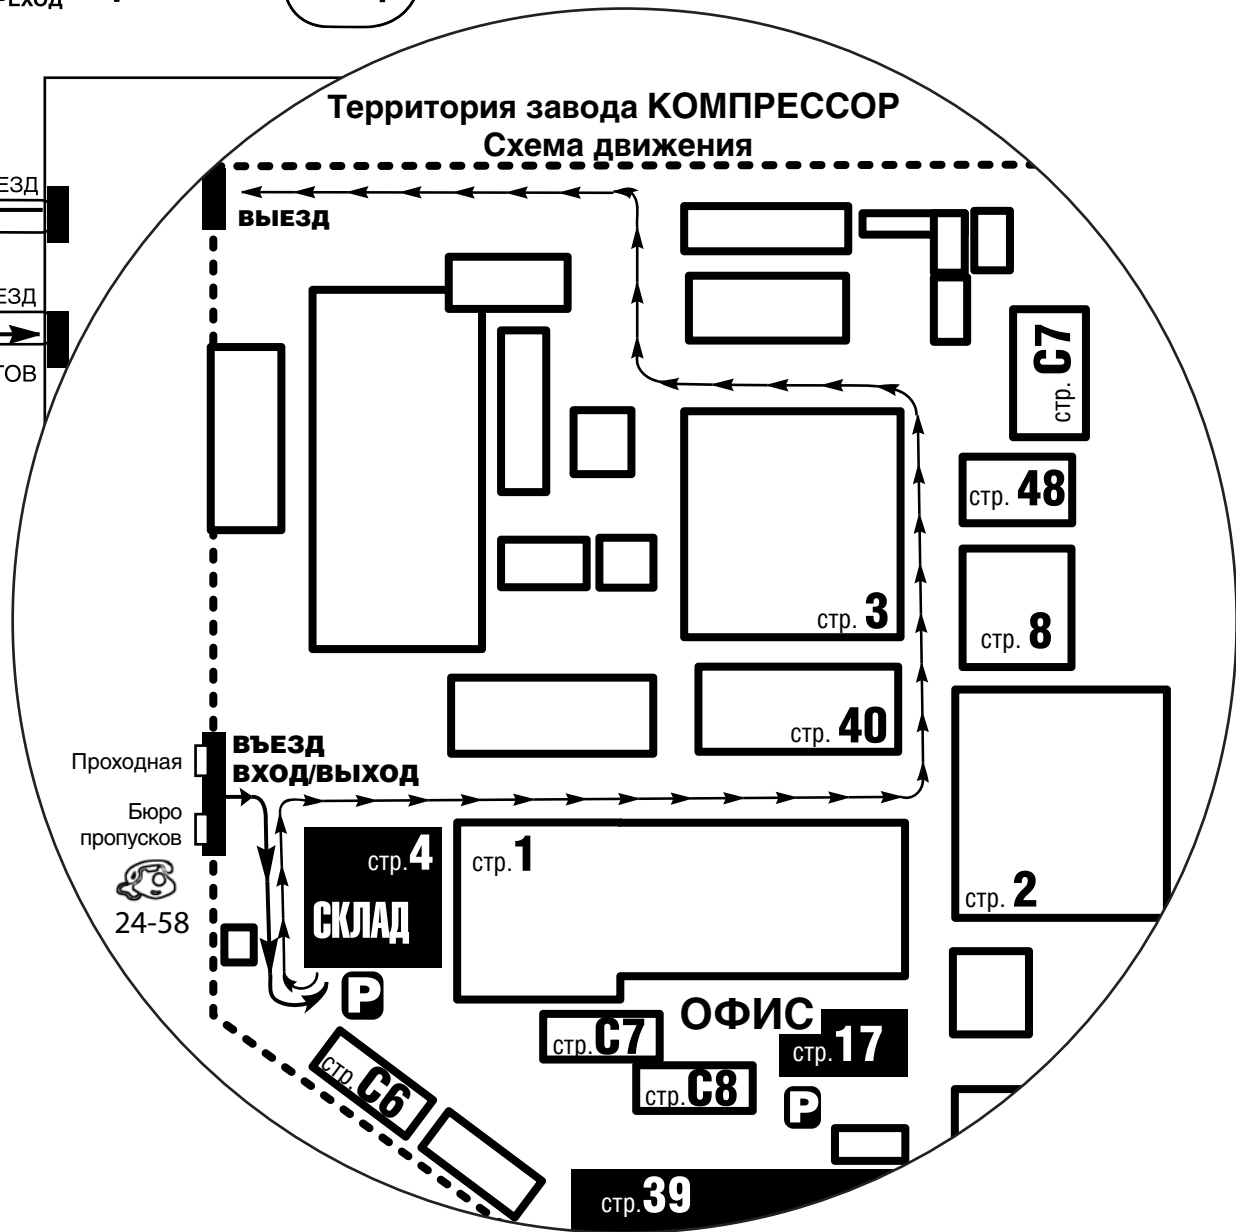 Территория завода КОМПРЕССОР
Схема движения
ВЫЕЗД
стр. С7
стр. 48
стр. 3
стр. 8
стр. 40
ВЪЕЗД
ВХОД/ВЫХОД
Проходная
Бюро
пропусков
24-58
стр.4
СКЛАД
стр.1
стр. 2
P
ОФИС
стр.17
стр.С7
стр.С8
стр.С6
P
стр.39